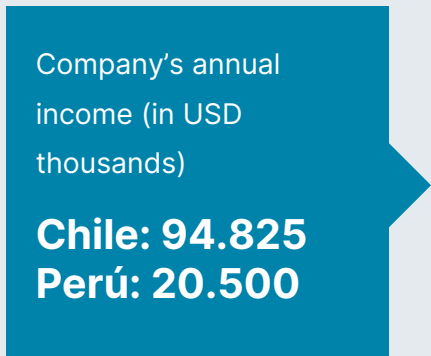 Company’s annual
income (in USD
thousands)
Chile: 94.825
Perú: 20.500